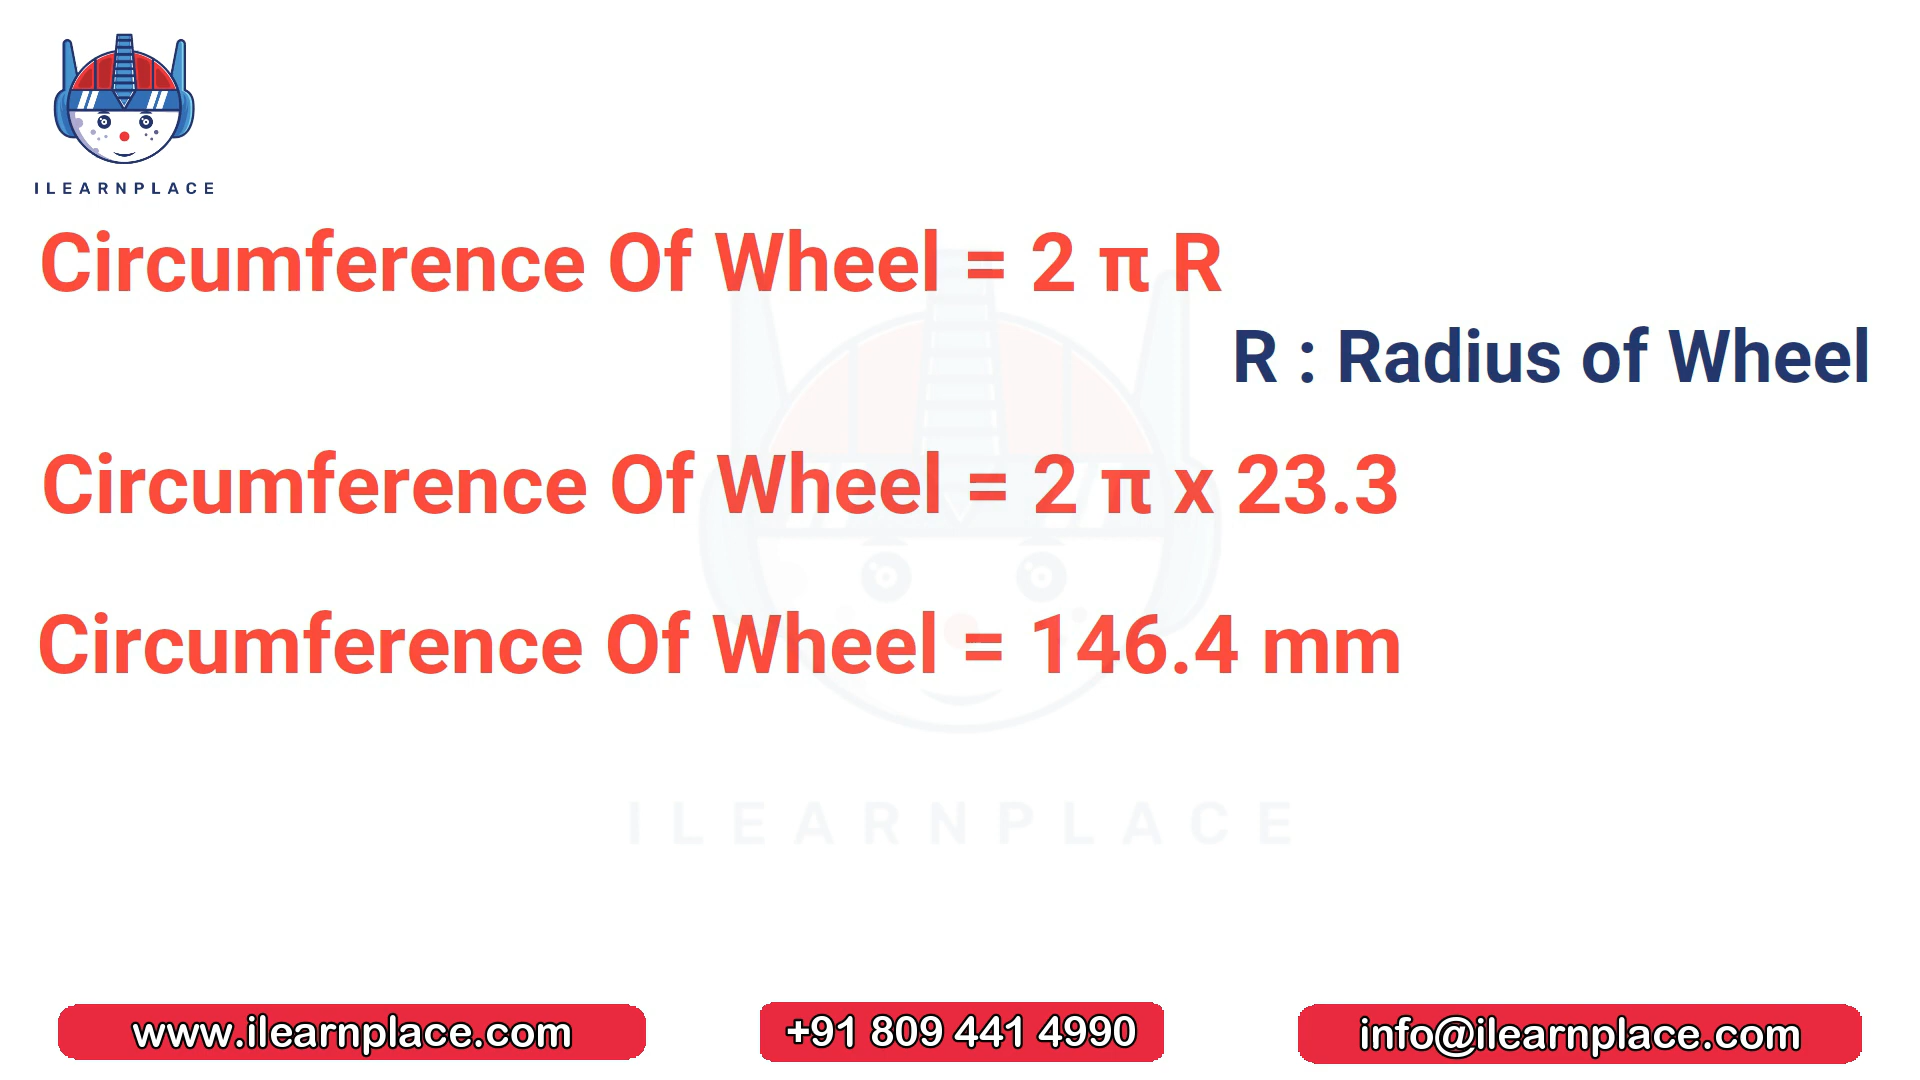 ILEARNPLACE
Circumference Of Wheel = 2 π R
R : Radius of Wheel
Circumference Of Wheel = 2 π x 23.3
Circumference Of Wheel = 146.4 mm
ILEARNPLACE
www.ilearnplace.com
+91 809 441 4990
info@ilearnplace.com